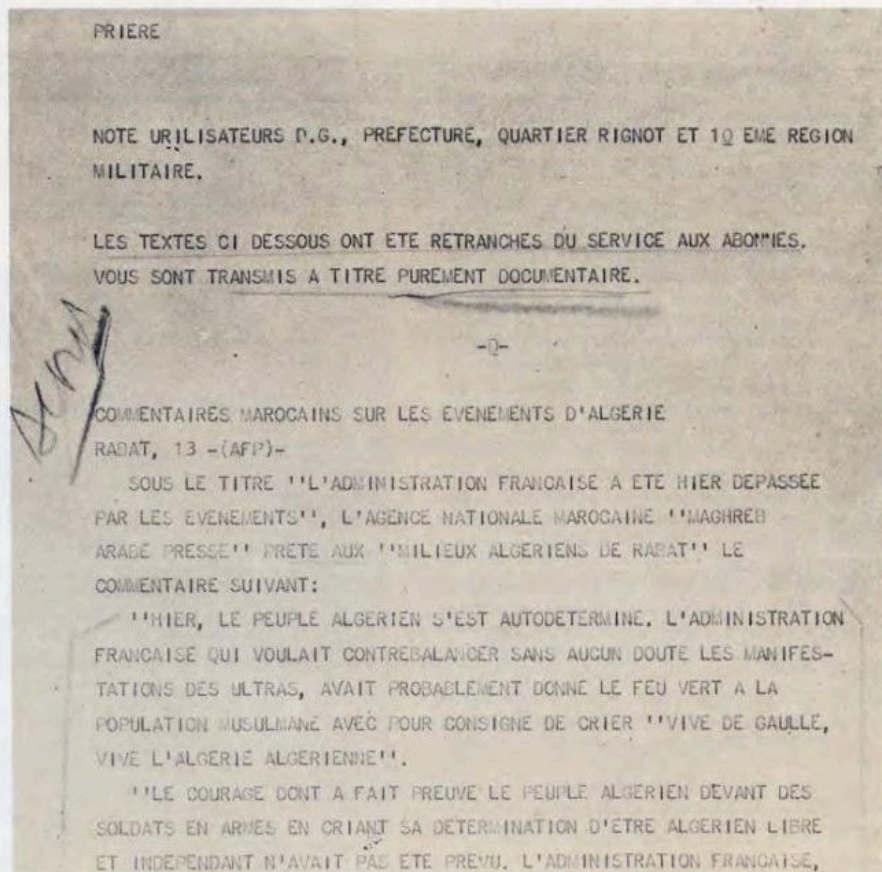 PRIERE
NOTE URILISATEURS D.G., PREFECTURE, QUARTIER RIGNOT ET 10 EME REGION
MILITAIRE.
LES TEXTES CI DESSOUS ONT ETE RETRANCHES DU SERVICE AUX ABONNES.
VOUS SONT TRANSMIS A TITRE PUREMENT DOCUMENTAIRE.
-0-
COMMENTAIRES MAROCAINS SUR LES EVENEMENTS D'ALGERIE
RABAT, 13 -(AFP)-
SOUS LE TITRE ''L'ADMINISTRATION FRANCAISE A ETE HIER DEPASSEE
PAR LES EVENEMENTS'', L'AGENCE NATIONALE MAROCAINE ''MAGHREB
ARABE PRESSE'' PRETE AUX ''MILIEUX ALGERIENS DE RABAT'' LE
COMMENTAIRE SUIVANT:
''HIER, LE PEUPLE ALGERIEN S'EST AUTODETERMINE. L'ADMINISTRATION
FRANCAISE QUI VOULAIT CONTREBALANCER SANS AUCUN DOUTE LES MANIFES-
TATIONS DES ULTRAS, AVAIT PROBABLEMENT DONNE LE FEU VERT A LA
POPULATION MUSULMANE AVEC POUR CONSIGNE DE CRIER ''VIVE DE GAULLE,
VIVE L'ALGERIE ALGERIENNE''.
''LE COURAGE DONT A FAIT PREUVE LE PEUPLE ALGERIEN DEVANT DES
SOLDATS EN ARMES EN CRIANT SA DETERMINATION D'ETRE ALGERIEN LIBRE
ET INDEPENDANT N'AVAIT PAS ETE PREVU. L'ADMINISTRATION FRANCAISE,